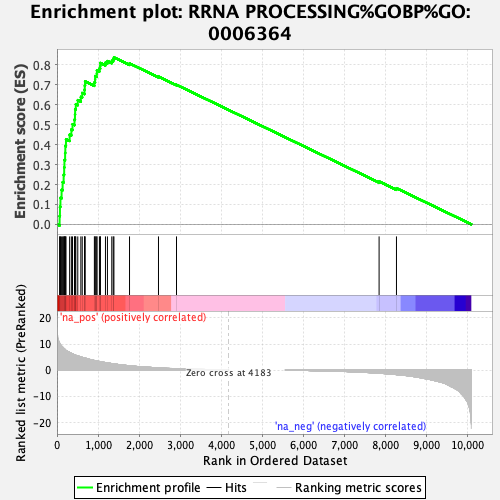 Enrichment plot: RRNA PROCESSING%GOBP%GO:
0006364
Enrichment score (ES)
0.8
0.7
0.6
0.5
0.4
0.3
0.2
0.1
0.0
Ranked list metric (PreRanked)
20
10
0
-10
-20
'na_pos' (positively correlated)
Zero cross at 4183
'na_neg' (negatively correlated)
0
1,000
2,000
3,000
4,000
5,000
6,000
7,000
8,000
9,000
10,000
Rank in Ordered Dataset
Enrichment profile
Hits
Ranking metric scores